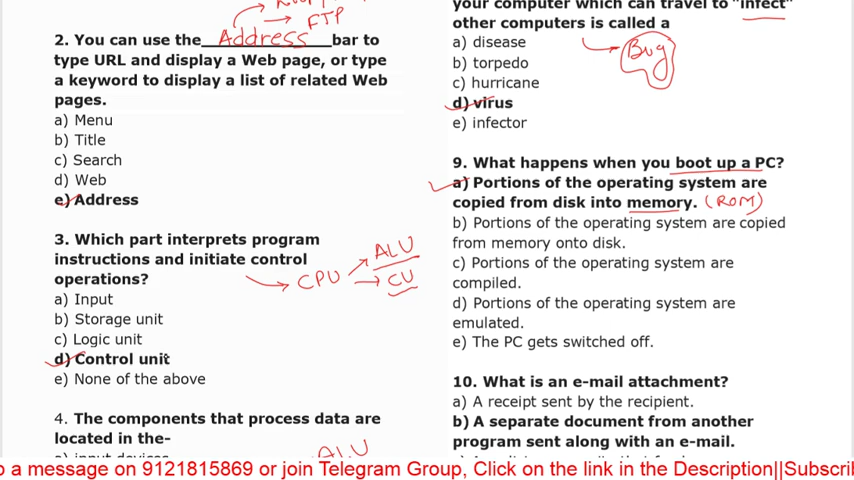 → FTP
2. You can use the Address bar to
type URL and display a Web page, or type
a keyword to display a list of related Web
pages.
a) Menu
b) Title
c) Search
d) Web
e) Address
3. Which part interprets program
instructions and initiate control
operations?
→ CPU → ALU
→ CU
a) Input
b) Storage unit
c) Logic unit
d) Control unit
e) None of the above
4. The components that process data are
located in the-
ALU
your computer which can travel to "infect"
other computers is called a
Bug
a) disease
b) torpedo
c) hurricane
d) virus
e) infector
9. What happens when you boot up a PC?
a) Portions of the operating system are
copied from disk into memory. (ROM)
b) Portions of the operating system are copied
from memory onto disk.
c) Portions of the operating system are
compiled.
d) Portions of the operating system are
emulated.
e) The PC gets switched off.
10. What is an e-mail attachment?
a) A receipt sent by the recipient.
b) A separate document from another
program sent along with an e-mail.
a message on 9121815869 or join Telegram Group, Click on the link in the Description||Subscri